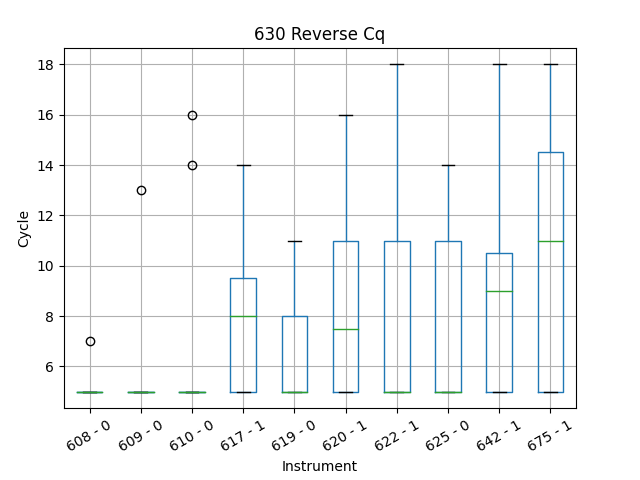 630 Reverse Cq
18
16
14
12
10
8
6
Cycle
608 - 0
609 - 0
610 - 0
617 - 1
619 - 0
620 - 1
622 - 1
625 - 0
642 - 1
675 - 1
Instrument